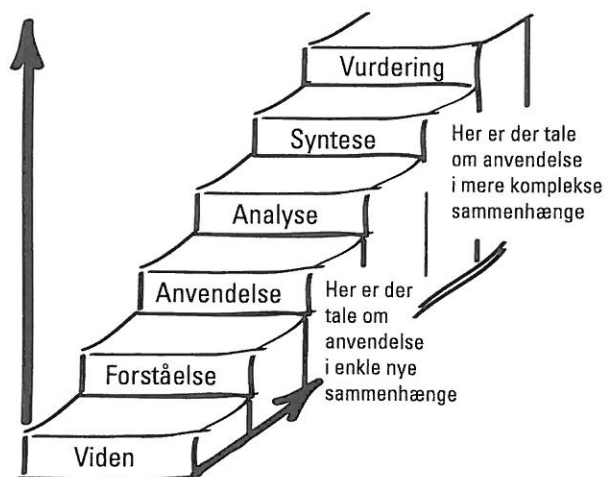 Vurdering
Syntese
Her er der tale
om anvendelse
i mere komplekse
sammenhænge
Analyse
Anvendelse
Her er der
tale om
anvendelse
i enkle nye
sammenhænge
Forståelse
Viden